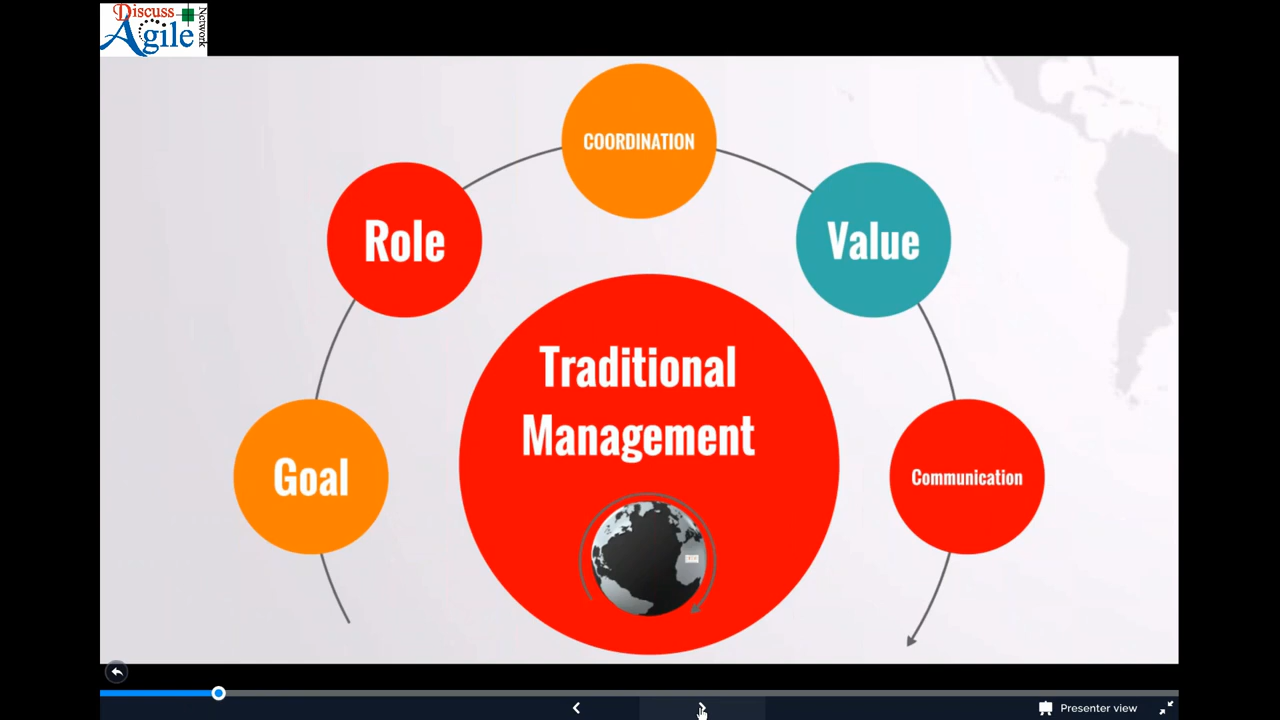 Discuss
Agile
Network
COORDINATION
Role
Value
Traditional
Management
Goal
Communication
Presenter view